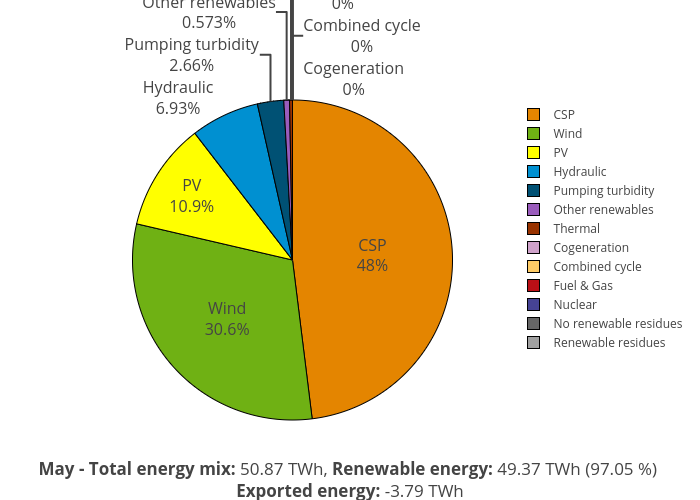 Other renewables
0.573%
0%
Combined cycle
0%
Pumping turbidity
2.66%
Cogeneration
0%
Hydraulic
6.93%
PV
10.9%
CSP
48%
Wind
30.6%
CSP
Wind
PV
Hydraulic
Pumping turbidity
Other renewables
Thermal
Cogeneration
Combined cycle
Fuel & Gas
Nuclear
No renewable residues
Renewable residues
May - Total energy mix: 50.87 TWh, Renewable energy: 49.37 TWh (97.05 %)
Exported energy: -3.79 TWh